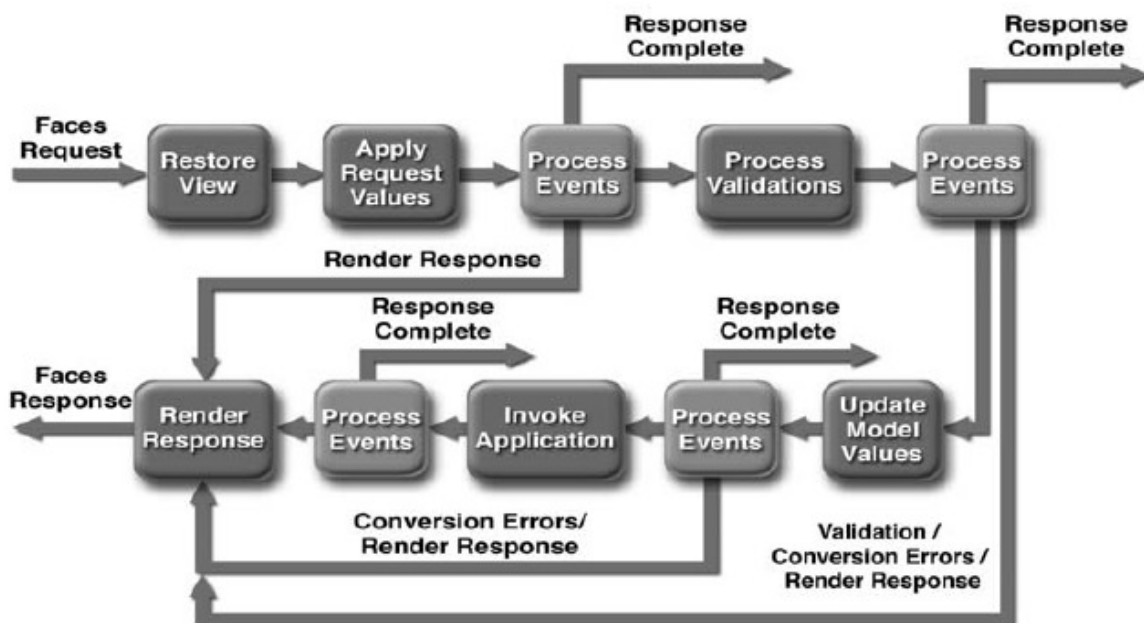 Response
Complete
Response
Complete
Faces
Request
Restore
View
Apply
Request
Values
Process
Events
Process
Validations
Process
Events
Render Response
Response
Complete
Response
Complete
Faces
Response
Render
Response
Process
Events
Invoke
Application
Process
Events
Update
Model
Values
Conversion Errors/
Render Response
Validation /
Conversion Errors /
Render Response